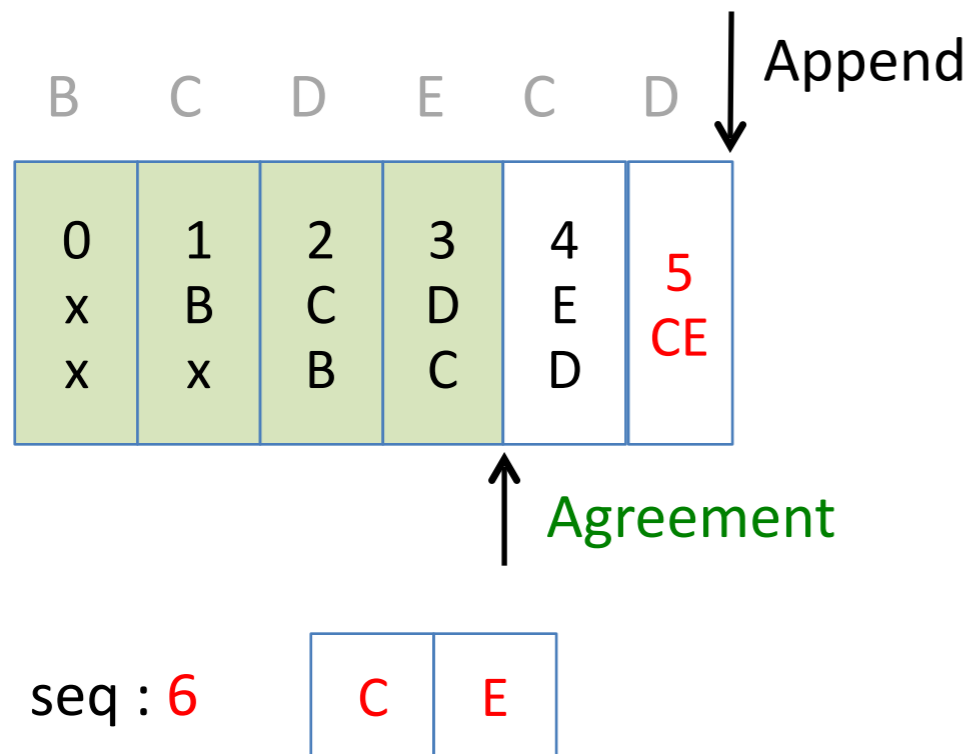 Append
B C D E C D
0 1 2 3 4 5
x B C D E CE
x x B C D
Agreement
seq : 6 C E